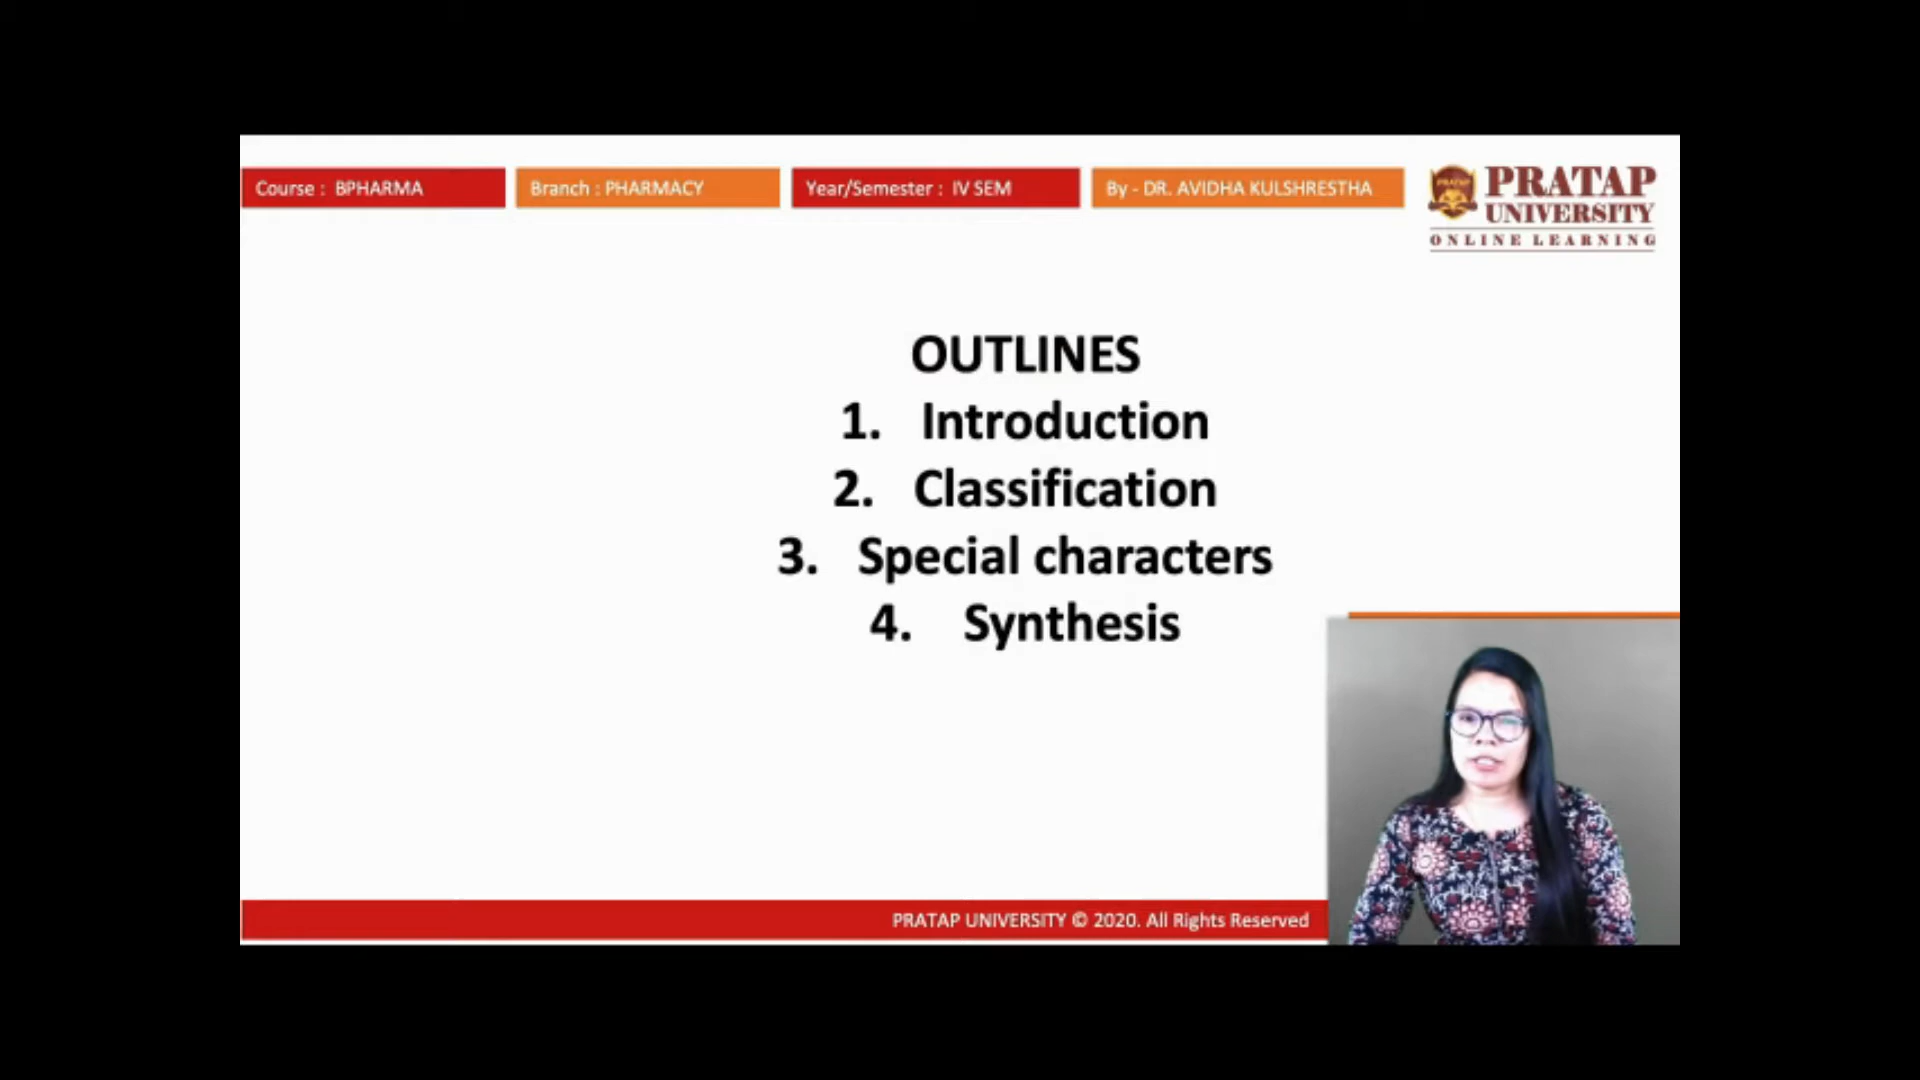 Course : BPHARMA
Branch : PHARMACY
Year/Semester : IV SEM
By - DR. AVIDHA KULSHRESTHA
PRATAP
PRATAP
UNIVERSITY
ONLINE LEARNING
OUTLINES
1. Introduction
2. Classification
3. Special characters
4. Synthesis
PRATAP UNIVERSITY © 2020. All Rights Reserved